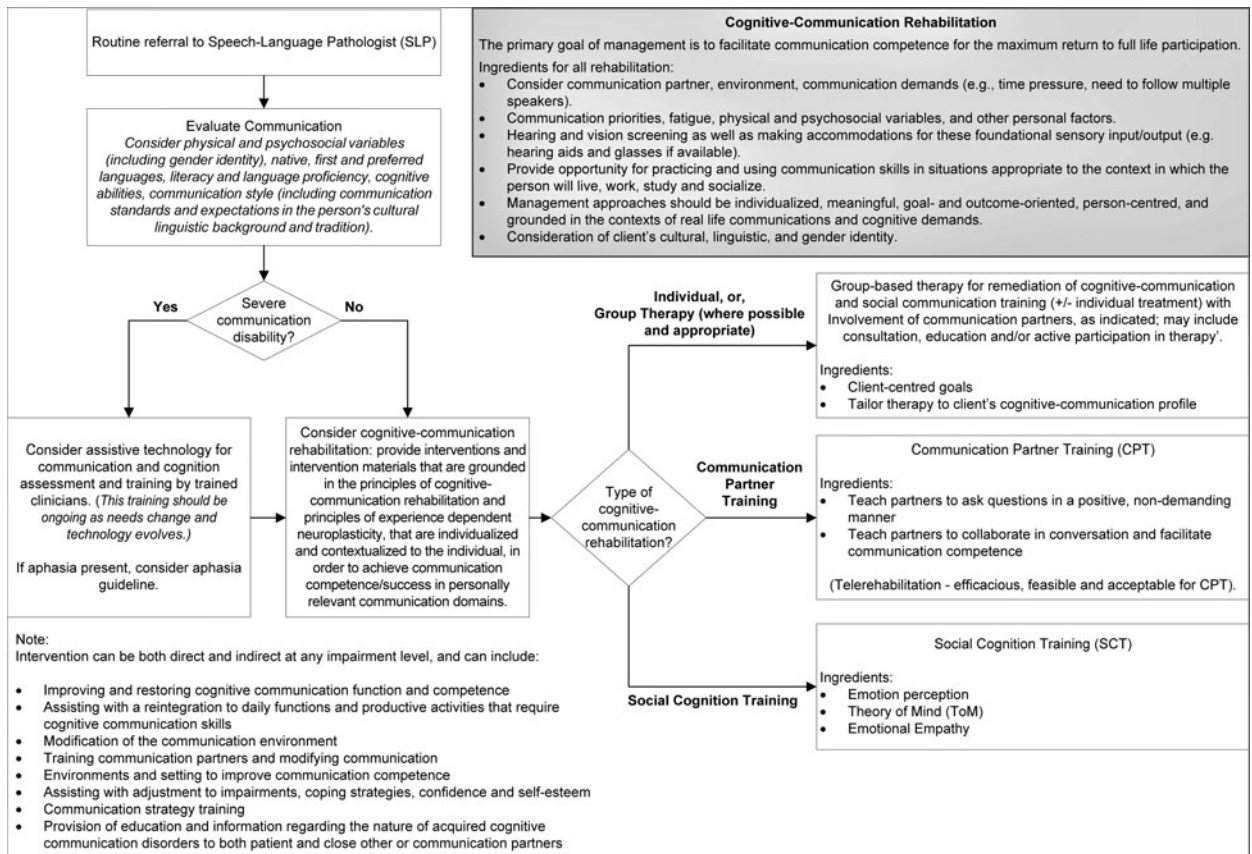 Routine referral to Speech-Language Pathologist (SLP)
Evaluate Communication
Consider physical and psychosocial variables
(including gender identity), native, first and preferred
languages, literacy and language proficiency, cognitive
abilities, communication style (including communication
standards and expectations in the person's cultural
linguistic background and tradition).
Cognitive-Communication Rehabilitation
The primary goal of management is to facilitate communication competence for the maximum return to full life participation.
Ingredients for all rehabilitation:
• Consider communication partner, environment, communication demands (e.g., time pressure, need to follow multiple
speakers).
• Communication priorities, fatigue, physical and psychosocial variables, and other personal factors.
• Hearing and vision screening as well as making accommodations for these foundational sensory input/output (e.g.
hearing aids and glasses if available).
• Provide opportunity for practicing and using communication skills in situations appropriate to the context in which the
person will live, work, study and socialize.
• Management approaches should be individualized, meaningful, goal- and outcome-oriented, person-centred, and
grounded in the contexts of real life communications and cognitive demands.
• Consideration of client's cultural, linguistic, and gender identity.
Yes
Severe
communication
disability?
No
Consider assistive technology for
communication and cognition
assessment and training by trained
clinicians. (This training should be
ongoing as needs change and
technology evolves.)
If aphasia present, consider aphasia
guideline.
Consider cognitive-communication
rehabilitation: provide interventions and
intervention materials that are grounded
in the principles of cognitive-
communication rehabilitation and
principles of experience dependent
neuroplasticity, that are individualized
and contextualized to the individual, in
order to achieve communication
competence/success in personally
relevant communication domains.
Type of
cognitive-
communication
rehabilitation?
Individual, or,
Group Therapy (where possible
and appropriate)
Group-based therapy for remediation of cognitive-communication
and social communication training (+/- individual treatment) with
Involvement of communication partners, as indicated; may include
consultation, education and/or active participation in therapy'.
Ingredients:
• Client-centred goals
• Tailor therapy to client's cognitive-communication profile
Communication
Partner
Training
Communication Partner Training (CPT)
Ingredients:
• Teach partners to ask questions in a positive, non-demanding
manner
• Teach partners to collaborate in conversation and facilitate
communication competence
(Telerehabilitation - efficacious, feasible and acceptable for CPT).
Social Cognition Training
Social Cognition Training (SCT)
Ingredients:
• Emotion perception
• Theory of Mind (ToM)
• Emotional Empathy
Note:
Intervention can be both direct and indirect at any impairment level, and can include:
• Improving and restoring cognitive communication function and competence
• Assisting with a reintegration to daily functions and productive activities that require
cognitive communication skills
• Modification of the communication environment
• Training communication partners and modifying communication
• Environments and setting to improve communication competence
• Assisting with adjustment to impairments, coping strategies, confidence and self-esteem
• Communication strategy training
• Provision of education and information regarding the nature of acquired cognitive
communication disorders to both patient and close other or communication partners